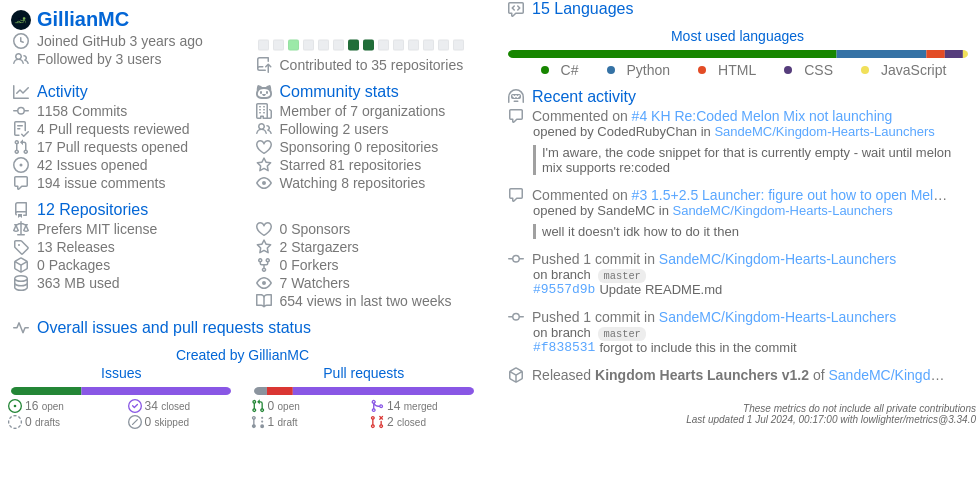 GillianMC
Joined GitHub 3 years ago
Followed by 3 users
Contributed to 35 repositories
Activity
1158 Commits
4 Pull requests reviewed
17 Pull requests opened
42 Issues opened
194 issue comments
Community stats
Member of 7 organizations
Following 2 users
Sponsoring 0 repositories
Starred 81 repositories
Watching 8 repositories
12 Repositories
Prefers MIT license
13 Releases
0 Packages
363 MB used
0 Sponsors
2 Stargazers
0 Forkers
7 Watchers
654 views in last two weeks
Overall issues and pull requests status
Created by GillianMC
Issues
16 open
34 closed
0 drafts
0 skipped
Pull requests
0 open
14 merged
1 draft
2 closed
15 Languages
Most used languages
C# Python HTML CSS JavaScript
Recent activity
Commented on #4 KH Re:Coded Melon Mix not launching
opened by CodedRubyChan in SandeMC/Kingdom-Hearts-Launchers
I'm aware, the code snippet for that is currently empty - wait until melon
mix supports re:coded
Commented on #3 1.5+2.5 Launcher: figure out how to open Mel…
opened by SandeMC in SandeMC/Kingdom-Hearts-Launchers
well it doesn't idk how to do it then
Pushed 1 commit in SandeMC/Kingdom-Hearts-Launchers
on branch master
#9557d9b Update README.md
Pushed 1 commit in SandeMC/Kingdom-Hearts-Launchers
on branch master
#f838531 forgot to include this in the commit
Released Kingdom Hearts Launchers v1.2 of SandeMC/Kingd…
These metrics do not include all private contributions
Last updated 1 Jul 2024, 00:17:00 with lowlighter/metrics@3.34.0